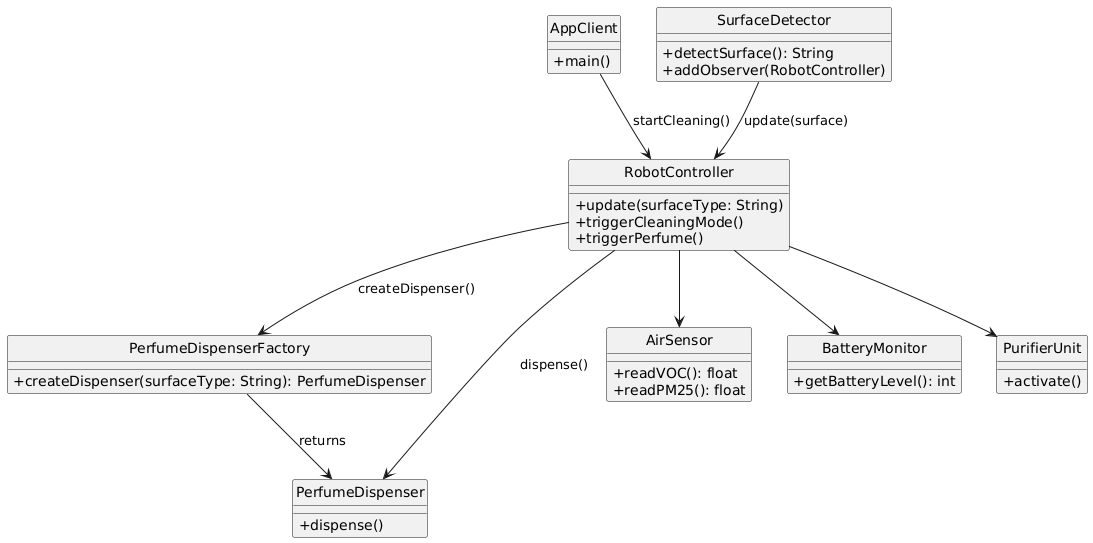 AppClient
+main()
SurfaceDetector
+detectSurface(): String
+addObserver(RobotController)
startCleaning()
update(surface)
RobotController
+update(surfaceType: String)
+triggerCleaningMode()
+triggerPerfume()
createDispenser()
PerfumeDispenserFactory
+createDispenser(surfaceType: String): PerfumeDispenser
dispense()
AirSensor
+readVOC(): float
+readPM25(): float
BatteryMonitor
+getBatteryLevel(): int
PurifierUnit
+activate()
returns
PerfumeDispenser
+dispense()